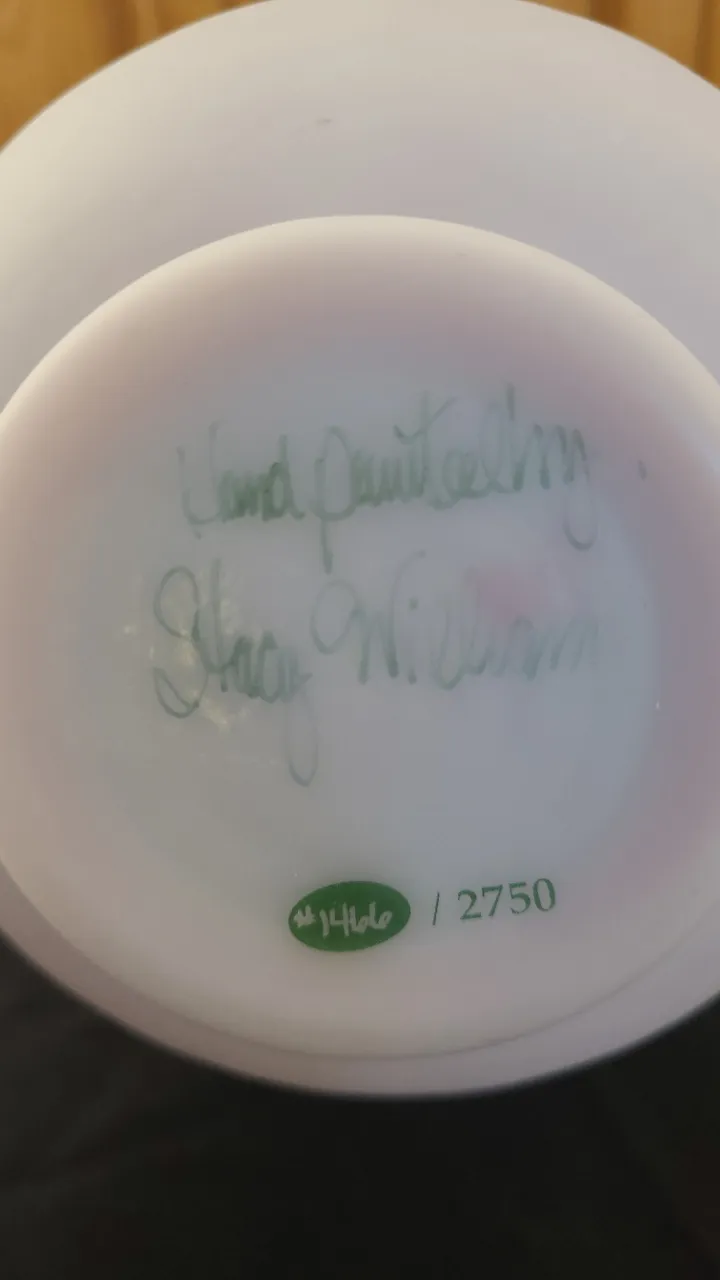 Hand painted by
Stacy Williams
#1466 / 2750